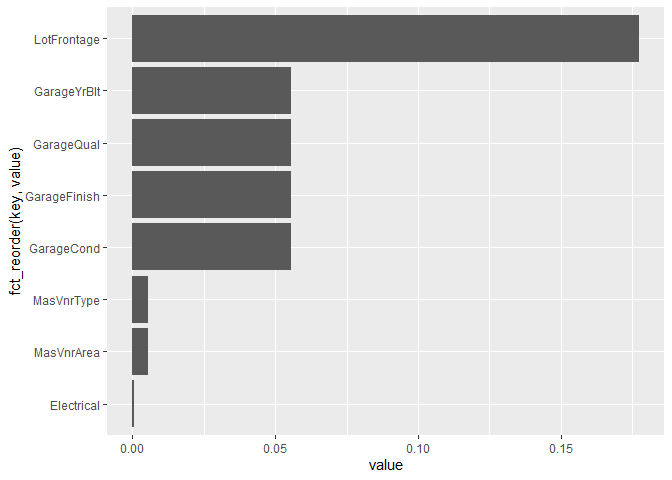 LotFrontage
GarageYrBlt
GarageQual
GarageFinish
GarageCond
MasVnrType
MasVnrArea
Electrical
fct_reorder(key, value)
0.00
0.05
0.10
0.15
value